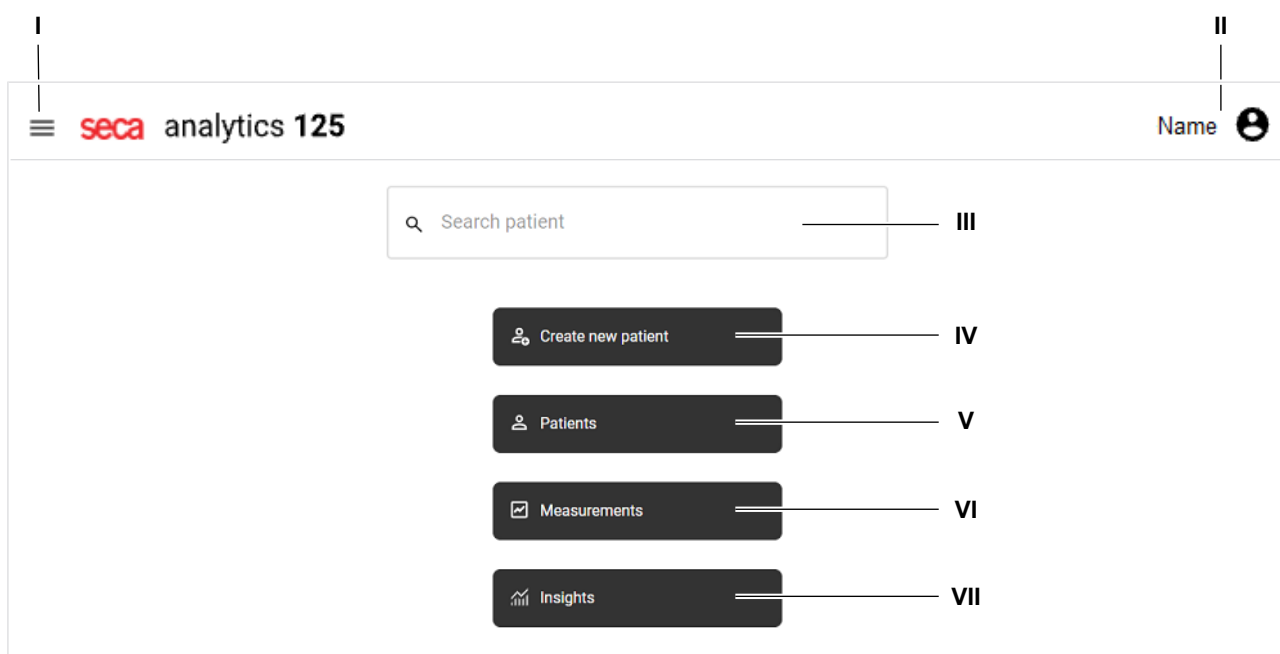 I
II
seca analytics 125
Name
Search patient
III
Create new patient
IV
Patients
V
Measurements
VI
Insights
VII